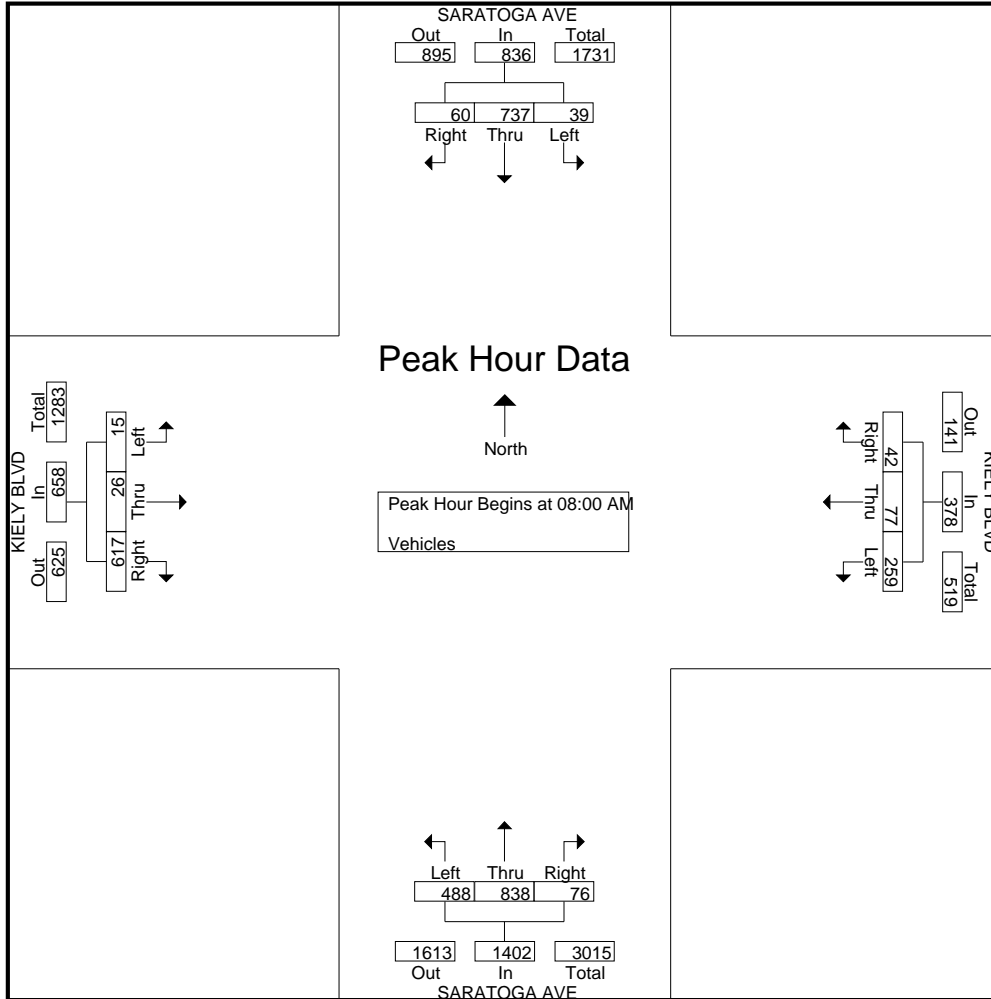 SARATOGA AVE
Out In Total
895 836 1731
60 737 39
Right Thru Left
Peak Hour Data
North
Peak Hour Begins at 08:00 AM
Vehicles
KIELY BLVD
Total In Out
1283 658 625
15 26 617
Left Thru Right
KIELY BLVD
Out In Total
141 378 519
42 77 259
Right Thru Left
Left Thru Right
488 838 76
1613 1402 3015
Out In Total
SARATOGA AVE